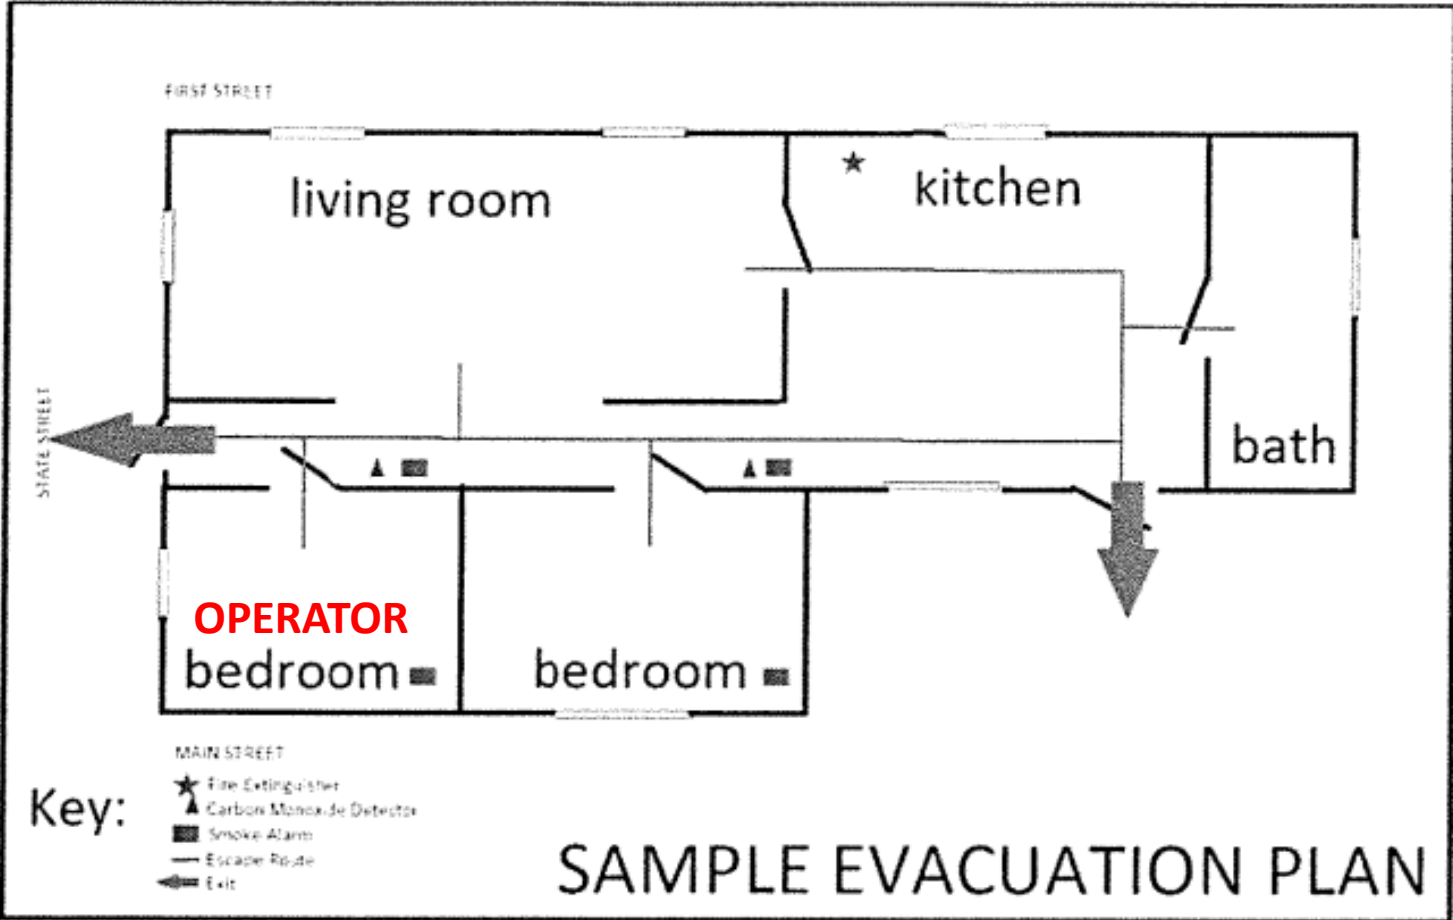 FIRST STREET
living room
kitchen
STATE STREET
bath
OPERATOR
bedroom
bedroom
MAIN STREET
Key:
Fire Extinguisher
Carbon Monoxide Detector
Smoke Alarm
Escape Route
Exit
SAMPLE EVACUATION PLAN